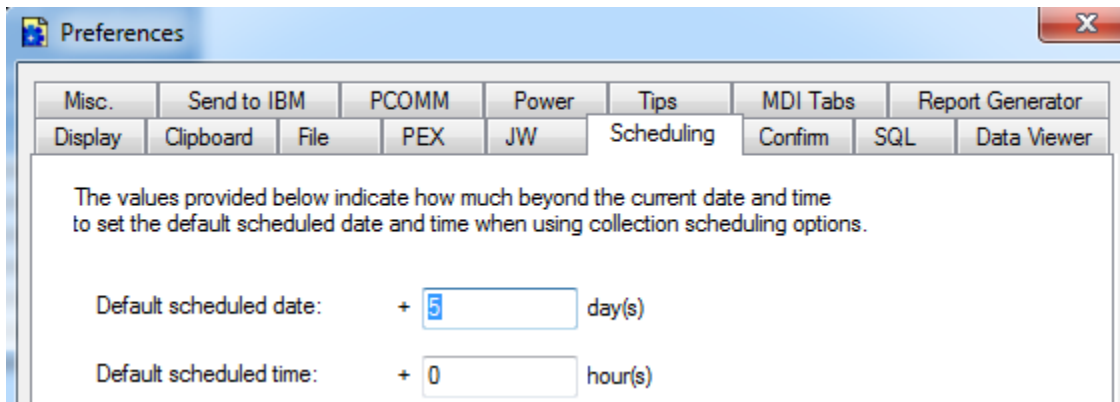 Preferences
Misc. Send to IBM PCOMM Power Tips MDI Tabs Report Generator
Display Clipboard File PEX JW Scheduling Confirm SQL Data Viewer
The values provided below indicate how much beyond the current date and time
to set the default scheduled date and time when using collection scheduling options.
Default scheduled date: + 5 day(s)
Default scheduled time: + 0 hour(s)